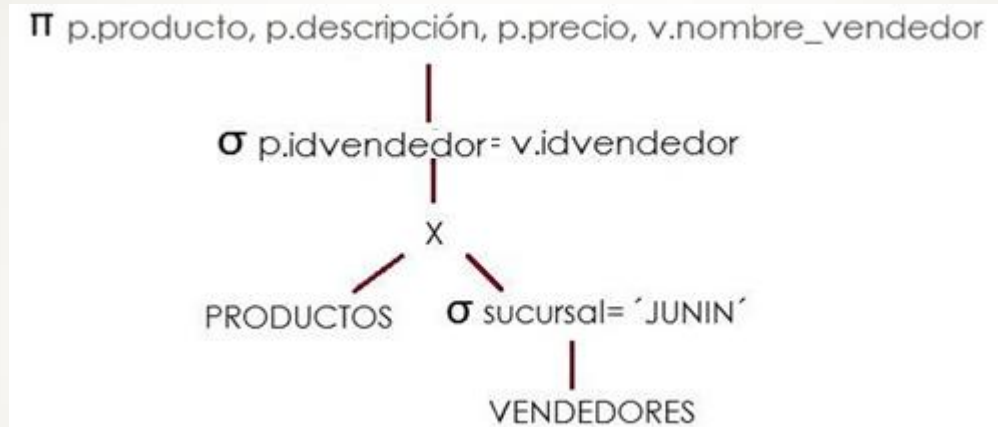 π p.producto, p.descripción, p.precio, v.nombre_vendedor
σ p.idvendedor= v.idvendedor
X
PRODUCTOS σ sucursal= ´JUNIN´
VENDEDORES